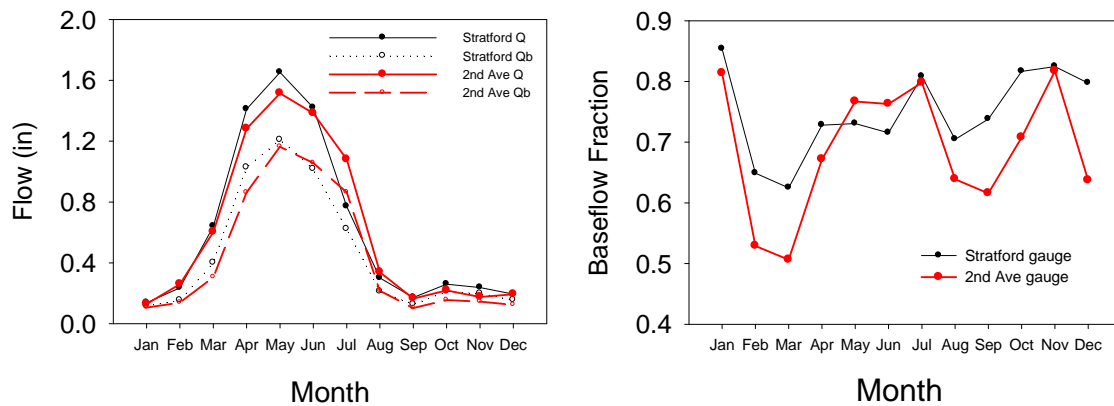 Flow (in)
2.0
1.6
1.2
0.8
0.4
0.0
Stratford Q
Stratford Qb
2nd Ave Q
2nd Ave Qb
Jan Feb Mar Apr May Jun Jul Aug Sep Oct Nov Dec
Month
Baseflow Fraction
0.9
0.8
0.7
0.6
0.5
0.4
Stratford gauge
2nd Ave gauge
Jan Feb Mar Apr May Jun Jul Aug Sep Oct Nov Dec
Month